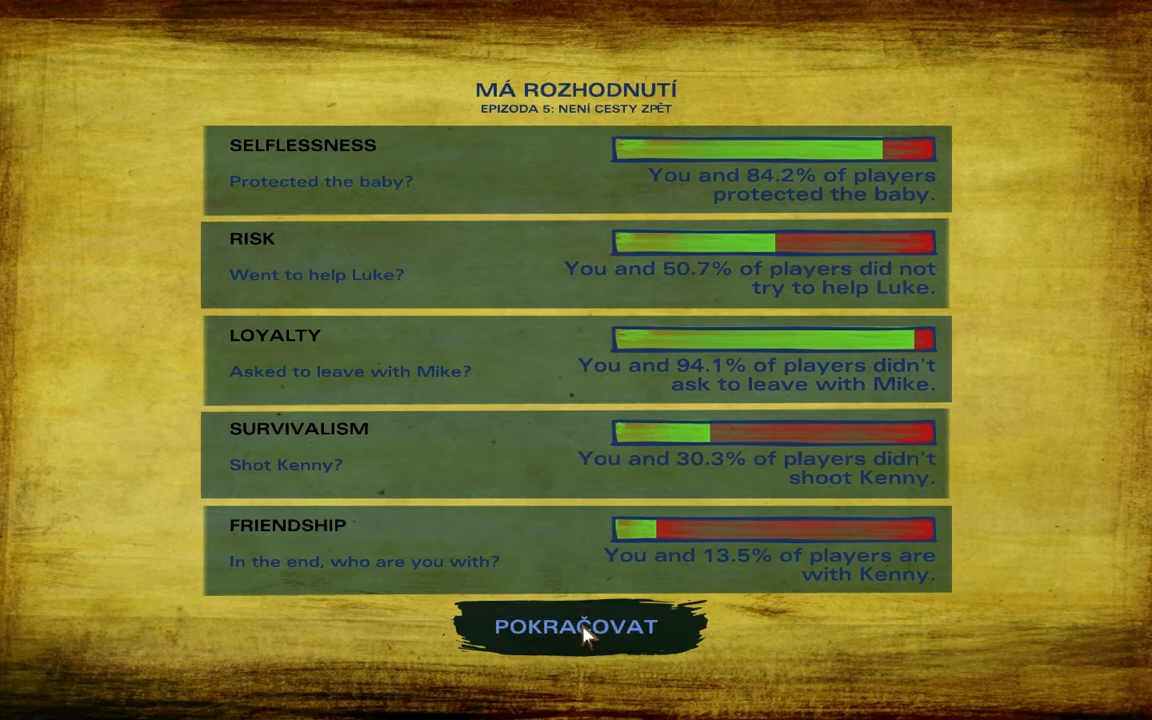 MÁ ROZHODNUTÍ
EPIZODA 5: NENÍ CESTY ZPĚT
SELFLESSNESS
Protected the baby?
You and 84.2% of players
protected the baby.
RISK
Went to help Luke?
You and 50.7% of players did not
try to help Luke.
LOYALTY
Asked to leave with Mike?
You and 94.1% of players didn't
ask to leave with Mike.
SURVIVALISM
Shot Kenny?
You and 30.3% of players didn't
shoot Kenny.
FRIENDSHIP
In the end, who are you with?
You and 13.5% of players are
with Kenny.
POKRAČOVAT